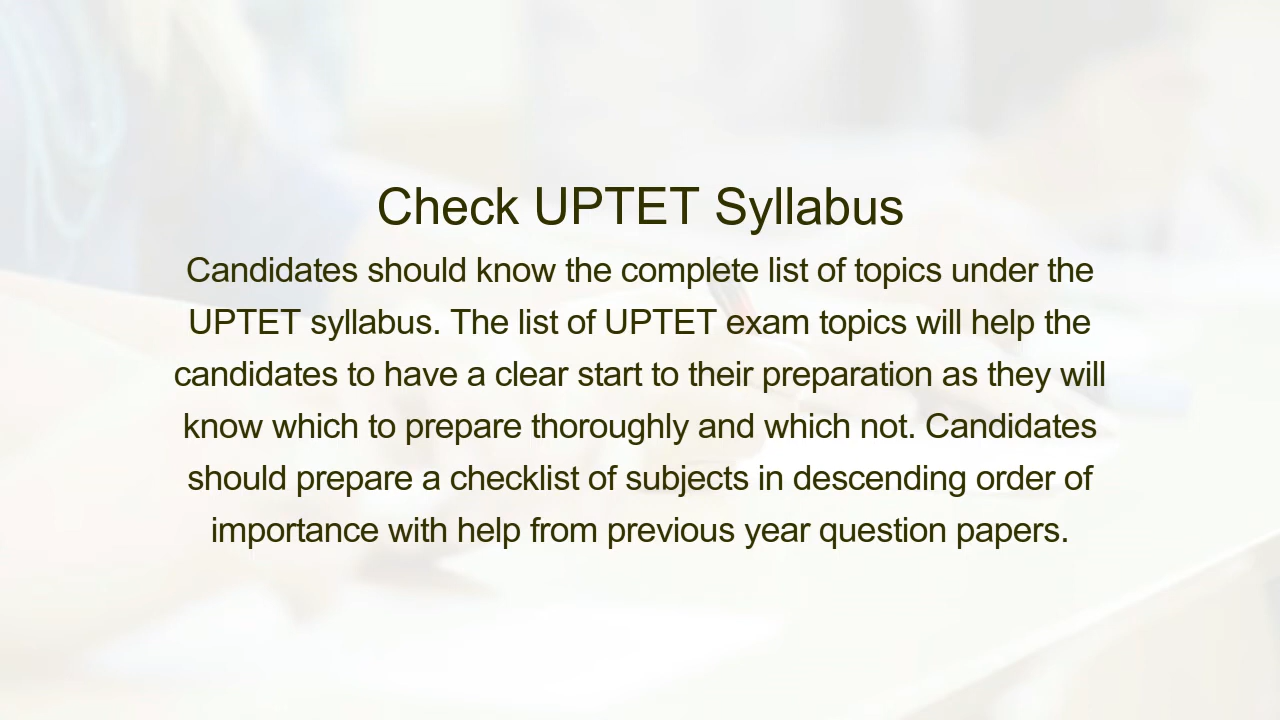 Check UPTET Syllabus
Candidates should know the complete list of topics under the
UPTET syllabus. The list of UPTET exam topics will help the
candidates to have a clear start to their preparation as they will
know which to prepare thoroughly and which not. Candidates
should prepare a checklist of subjects in descending order of
importance with help from previous year question papers.